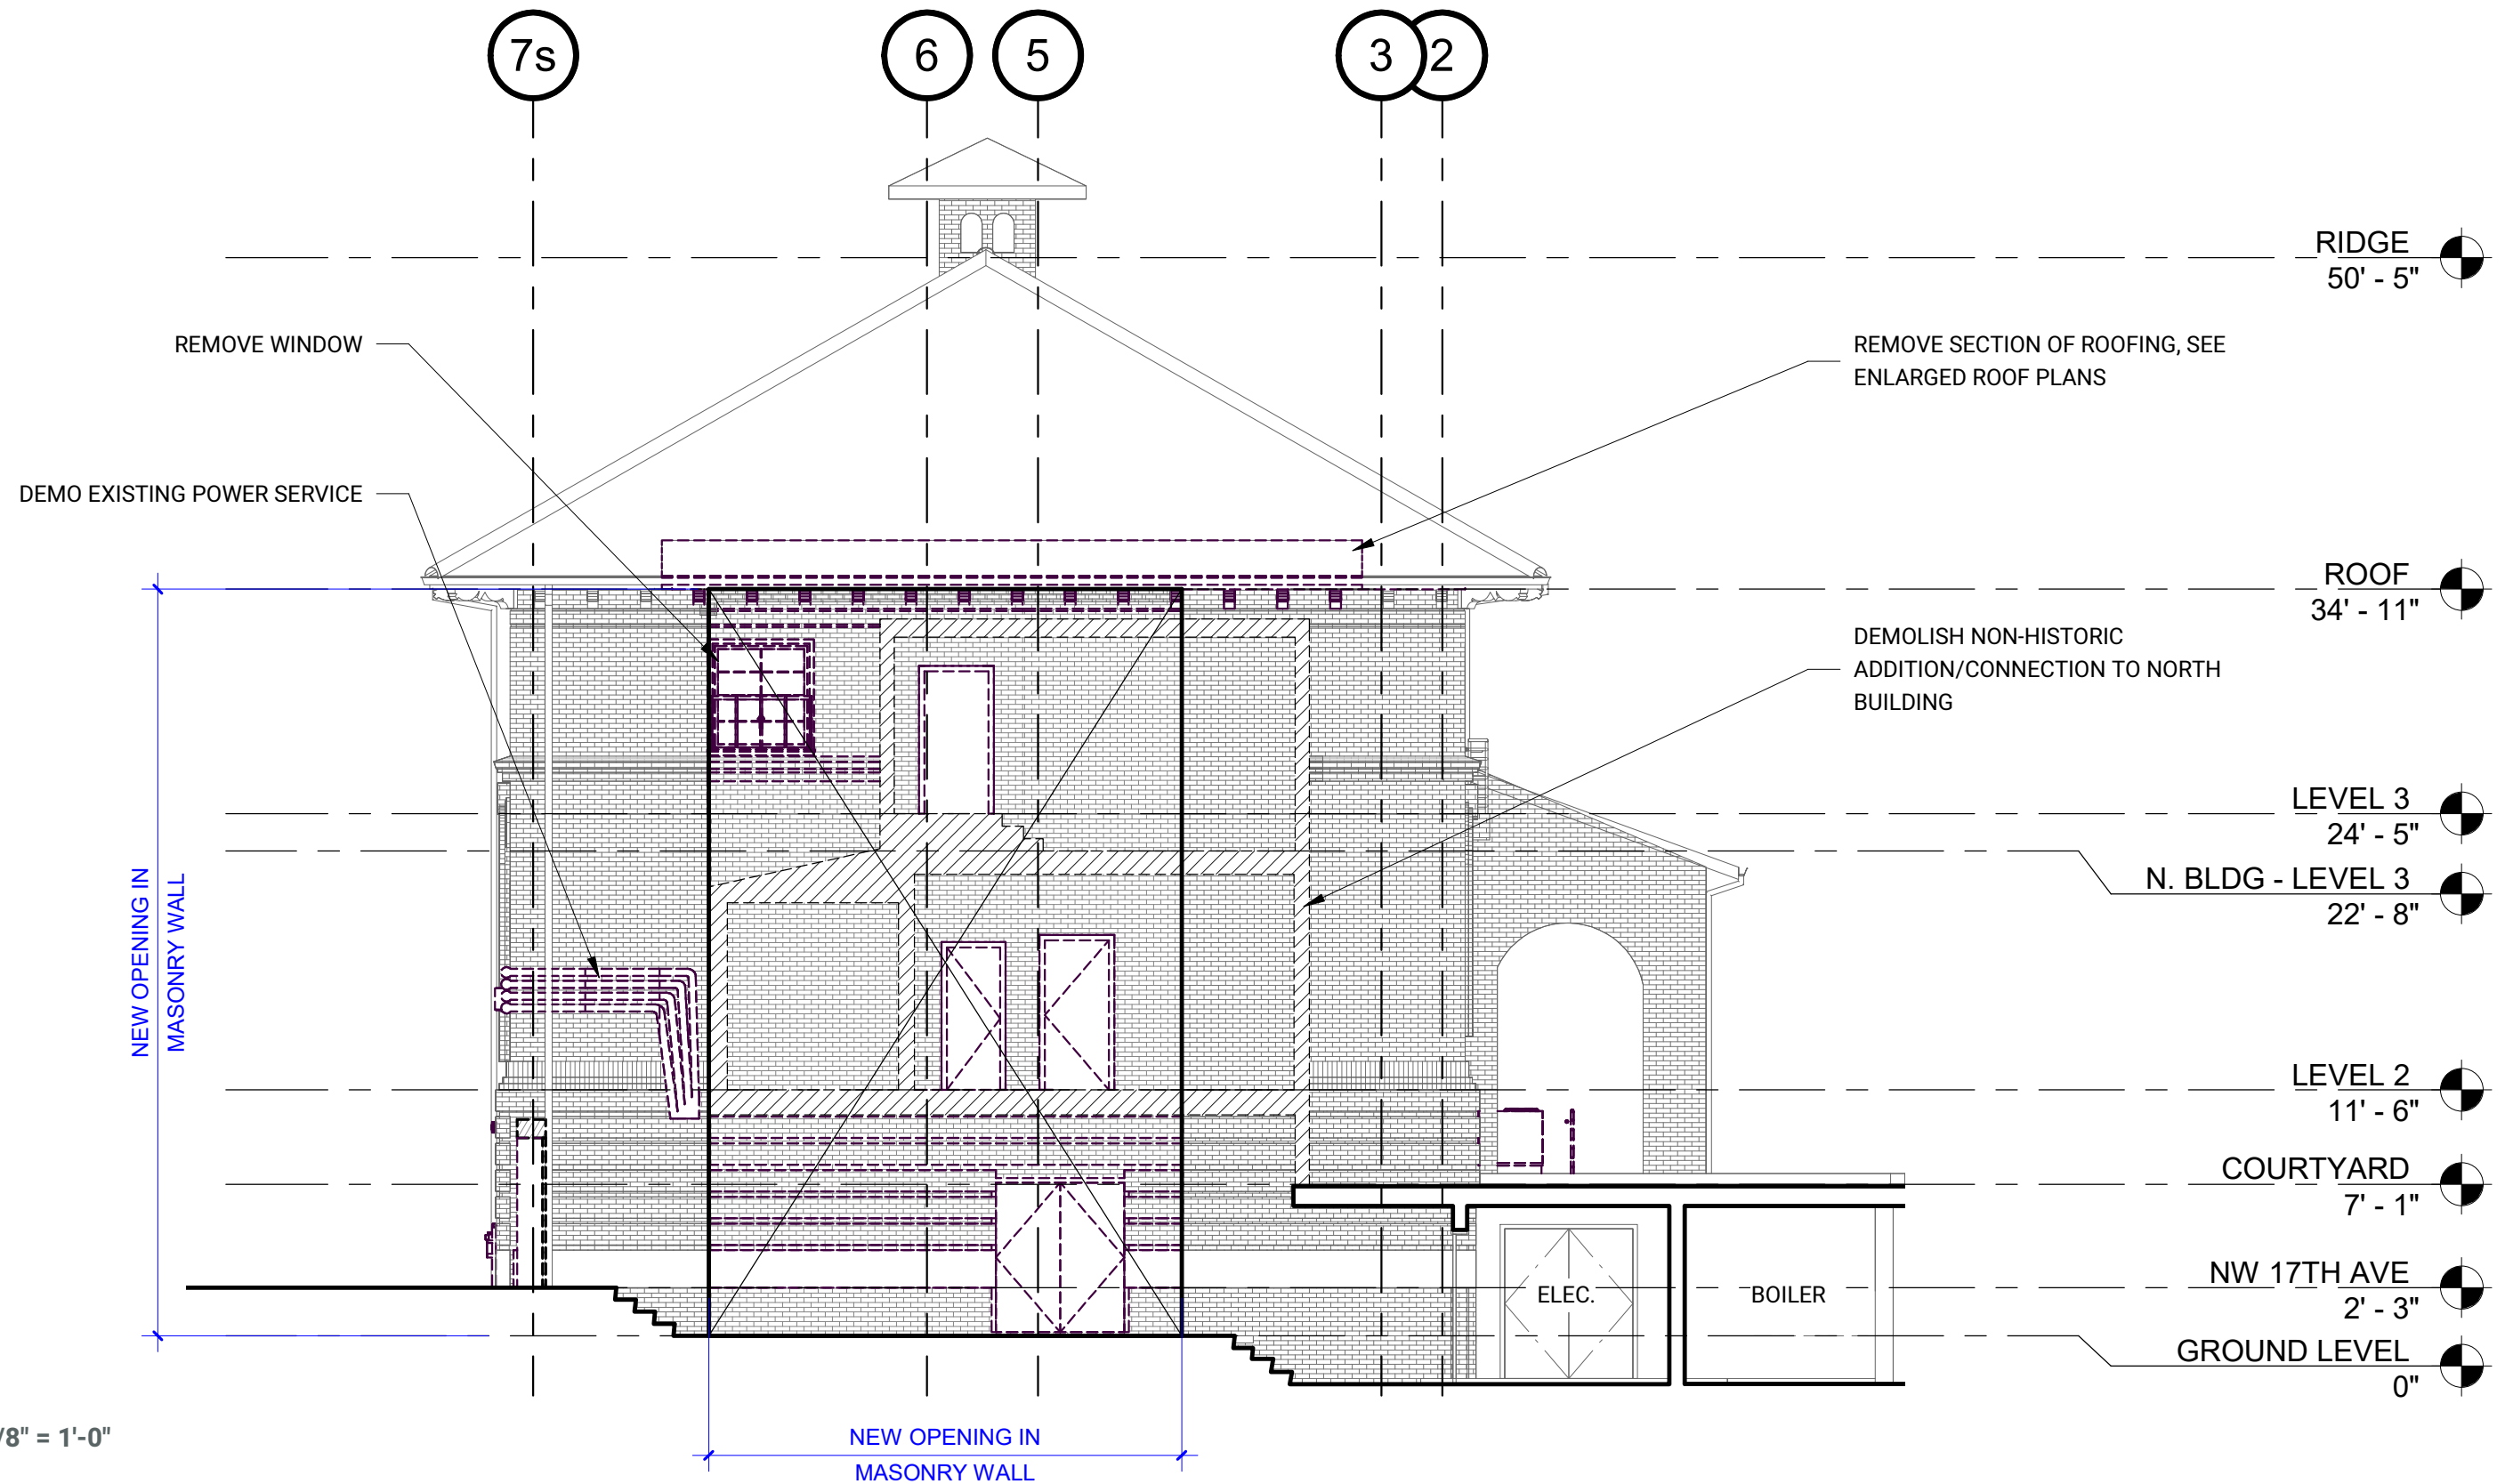 7s
6
5
3
2
RIDGE
50' - 5"
REMOVE WINDOW
REMOVE SECTION OF ROOFING, SEE
ENLARGED ROOF PLANS
DEMO EXISTING POWER SERVICE
ROOF
34' - 11"
DEMOLISH NON-HISTORIC
ADDITION/CONNECTION TO NORTH
BUILDING
LEVEL 3
24' - 5"
N. BLDG - LEVEL 3
22' - 8"
NEW OPENING IN
MASONRY WALL
LEVEL 2
11' - 6"
COURTYARD
7' - 1"
NW 17TH AVE
2' - 3"
ELEC.
BOILER
GROUND LEVEL
0"
/8" = 1'-0"
NEW OPENING IN
MASONRY WALL